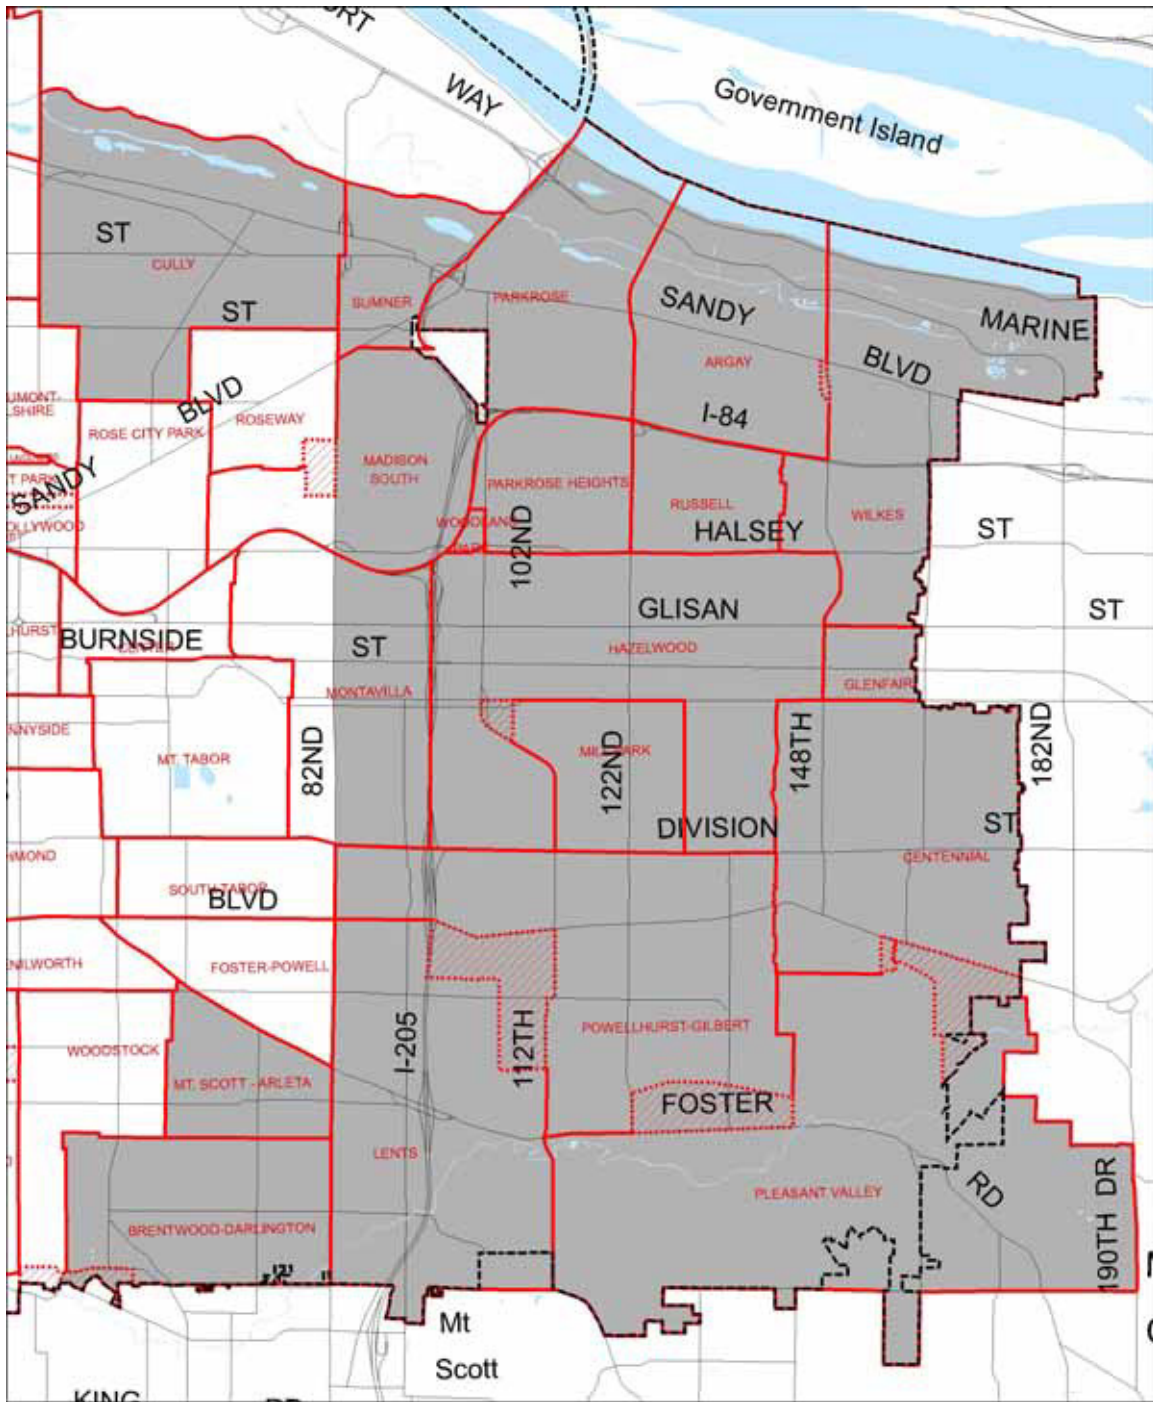 WAY
Government Island
ST
CULLY
ST
SUMNER
PARKROSE
SANDY
MARINE
ARGAY
BLVD
BLVD
I-84
ROSEWAY
ROSE CITY PARK
MADISON
SOUTH
SANDY
PARKROSE HEIGHTS
RUSSELL
HALSEY
WILKES
102ND
ST
GLISAN
ST
BURNSIDE
ST
HAZELWOOD
MONTAVILLA
GLENFAIR
MT. TABOR
82ND
MILL PARK
122ND
148TH
182ND
DIVISION
ST
CENTENNIAL
SOUTH TABOR
BLVD
FOSTER-POWELL
I-205
112TH
POWELLHURST-GILBERT
WOODSTOCK
MT. SCOTT - ARLETA
FOSTER
LENTS
PLEASANT VALLEY
RD
190TH DR
BRENTWOOD-DARLINGTON
Mt
Scott
KING